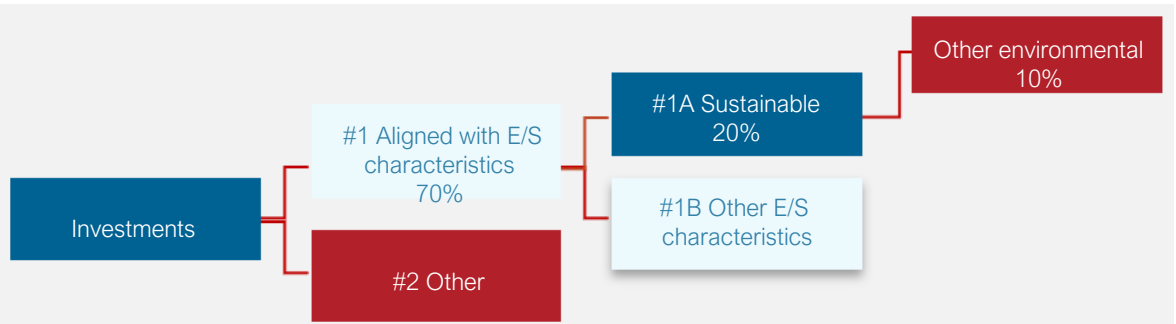 Investments
#1 Aligned with E/S
characteristics
70%
#2 Other
#1A Sustainable
20%
#1B Other E/S
characteristics
Other environmental
10%